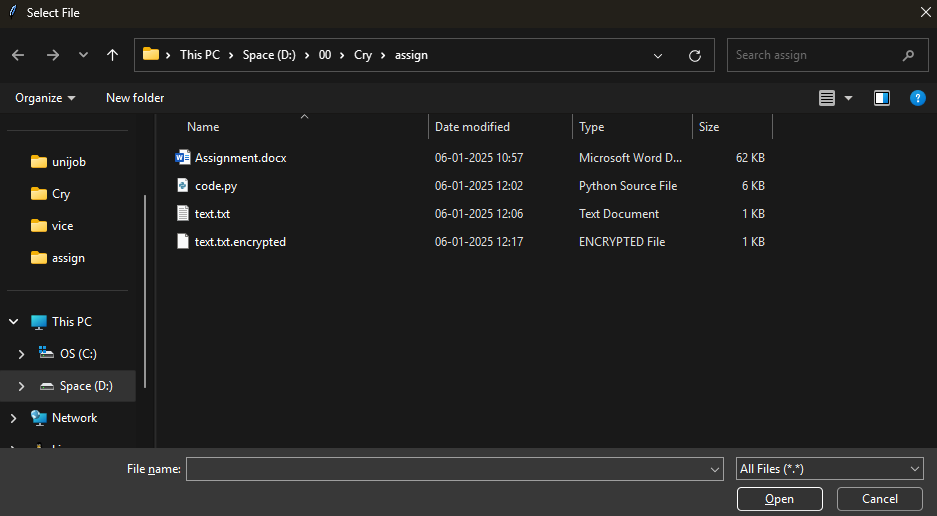 Select File
This PC > Space (D:) > 00 > Cry > assign
Search assign
Organize
New folder
?
Name Date modified Type Size
Assignment.docx 06-01-2025 10:57 Microsoft Word D... 62 KB
code.py 06-01-2025 12:02 Python Source File 6 KB
text.txt 06-01-2025 12:06 Text Document 1 KB
text.txt.encrypted 06-01-2025 12:17 ENCRYPTED File 1 KB
unijob
Cry
vice
assign
This PC
OS (C:)
Space (D:)
Network
File name:
All Files (*.*)
Open
Cancel